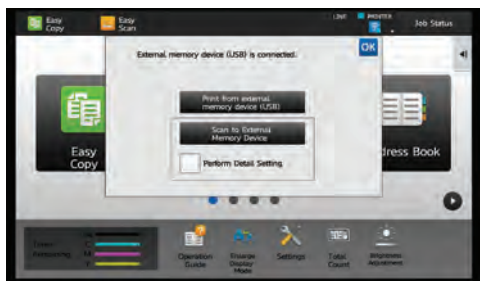 Easy
Copy
Easy
Scan
Job Status
External memory device (USB) is connected.
OK
Print from external
memory device (USB)
Scan to External
Memory Device
Perform Detail Setting
Easy
Copy
dress Book
Toner
Remaining
M
C
Y
Operation
Guide
Enlarge
Display
Mode
Settings
Total
Count
Brightness
Adjustment